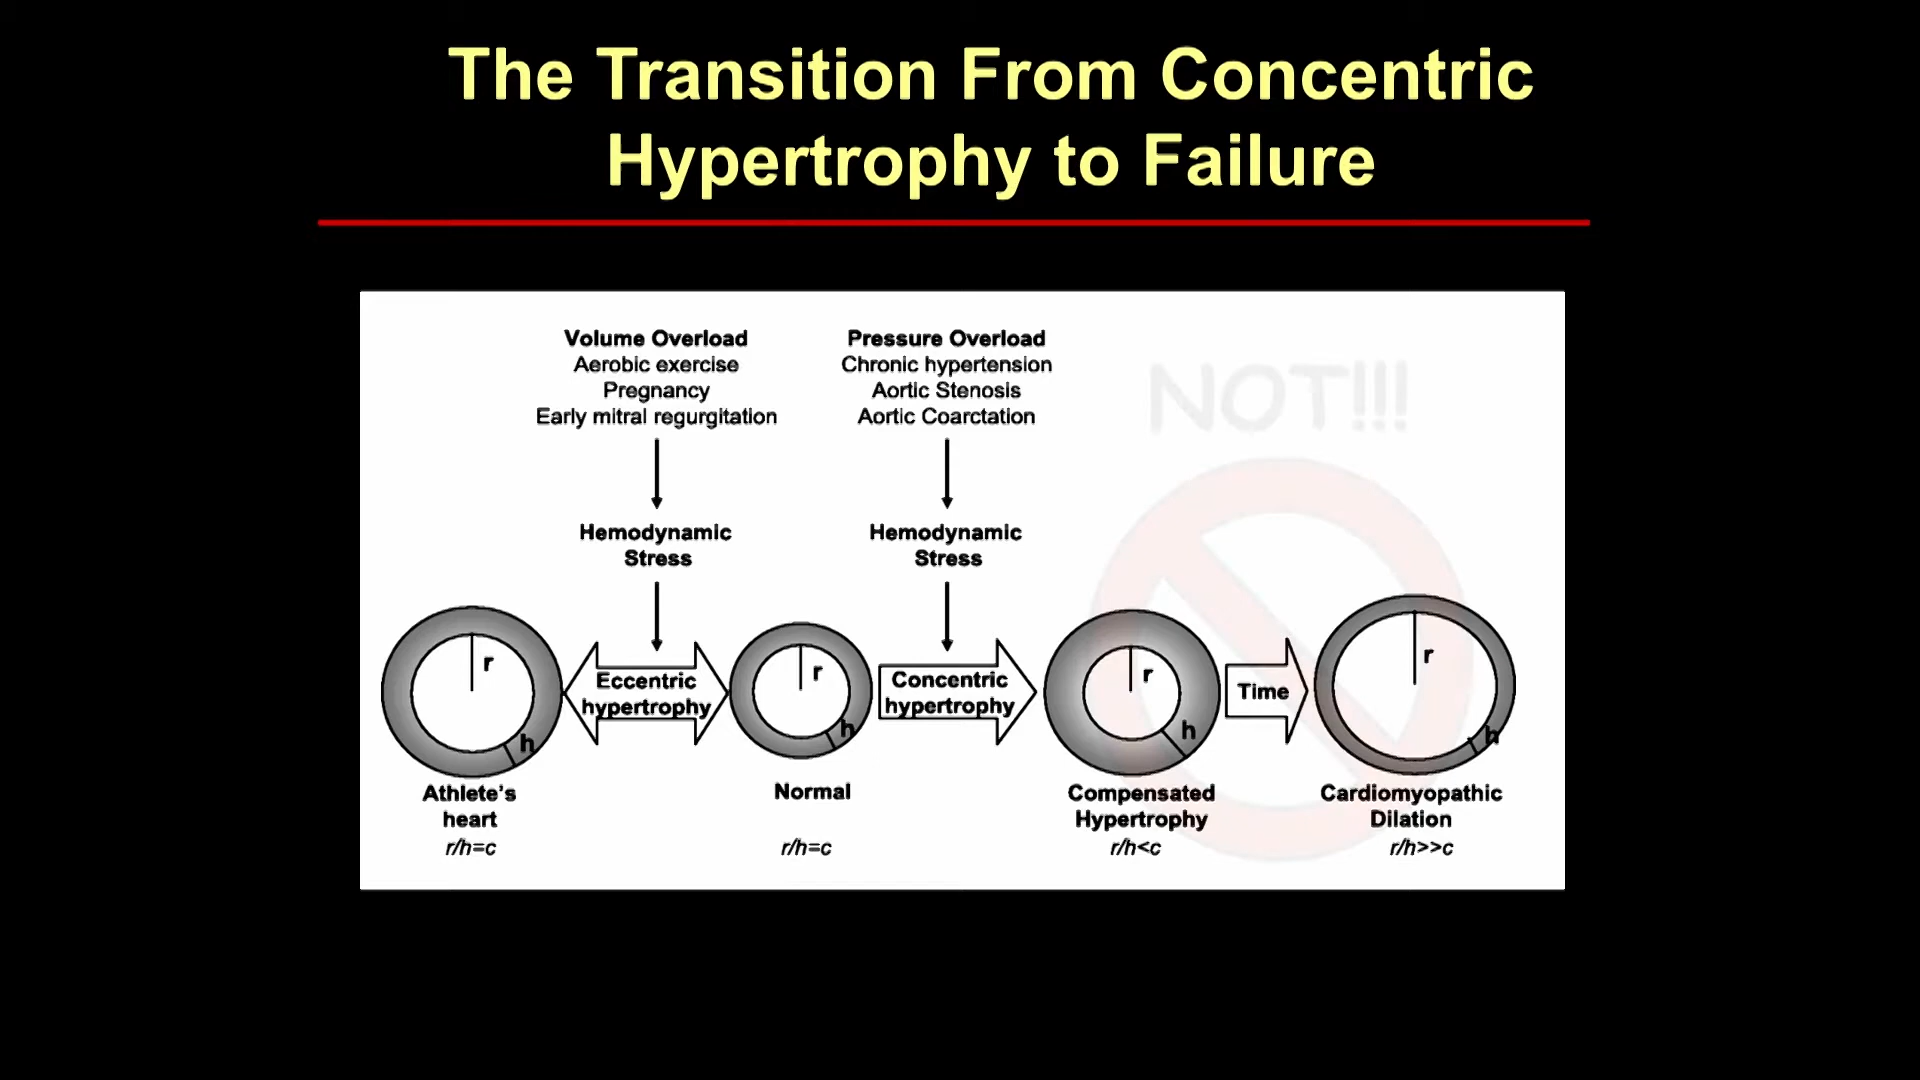 The Transition From Concentric
Hypertrophy to Failure
Volume Overload
Aerobic exercise
Pregnancy
Early mitral regurgitation
Pressure Overload
Chronic hypertension
Aortic Stenosis
Aortic Coarctation
NOT!!!
Hemodynamic
Stress
Hemodynamic
Stress
r
h
Eccentric
hypertrophy
r
h
Concentric
hypertrophy
r
h
Time
r
h
Athlete's
heart
r/h=c
Normal
r/h=c
Compensated
Hypertrophy
r/h<c
Cardiomyopathic
Dilation
r/h>>c